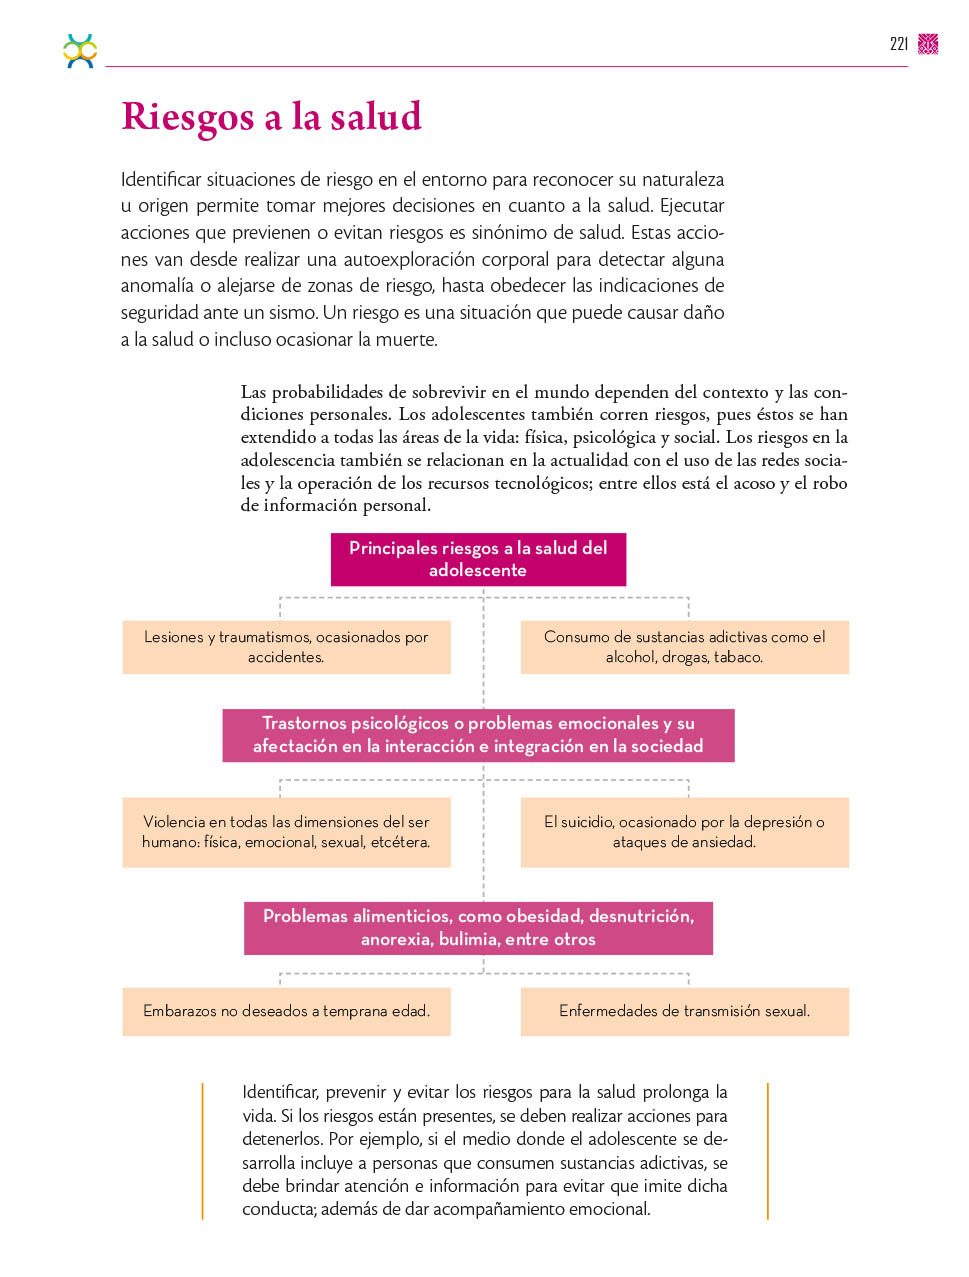 221
Riesgos a la salud
Identificar situaciones de riesgo en el entorno para reconocer su naturaleza
u origen permite tomar mejores decisiones en cuanto a la salud. Ejecutar
acciones que previenen o evitan riesgos es sinónimo de salud. Estas accio-
nes van desde realizar una autoexploración corporal para detectar alguna
anomalía o alejarse de zonas de riesgo, hasta obedecer las indicaciones de
seguridad ante un sismo. Un riesgo es una situación que puede causar daño
a la salud o incluso ocasionar la muerte.
Las probabilidades de sobrevivir en el mundo dependen del contexto y las con-
diciones personales. Los adolescentes también corren riesgos, pues éstos se han
extendido a todas las áreas de la vida: física, psicológica y social. Los riesgos en la
adolescencia también se relacionan en la actualidad con el uso de las redes socia-
les y la operación de los recursos tecnológicos; entre ellos está el acoso y el robo
de información personal.
Principales riesgos a la salud del
adolescente
Lesiones y traumatismos, ocasionados por
accidentes.
Consumo de sustancias adictivas como el
alcohol, drogas, tabaco.
Trastornos psicológicos o problemas emocionales y su
afectación en la interacción e integración en la sociedad
Violencia en todas las dimensiones del ser
humano: física, emocional, sexual, etcétera.
El suicidio, ocasionado por la depresión o
ataques de ansiedad.
Problemas alimenticios, como obesidad, desnutrición,
anorexia, bulimia, entre otros
Embarazos no deseados a temprana edad.
Enfermedades de transmisión sexual.
Identificar, prevenir y evitar los riesgos para la salud prolonga la
vida. Si los riesgos están presentes, se deben realizar acciones para
detenerlos. Por ejemplo, si el medio donde el adolescente se de-
sarrolla incluye a personas que consumen sustancias adictivas, se
debe brindar atención e información para evitar que imite dicha
conducta; además de dar acompañamiento emocional.